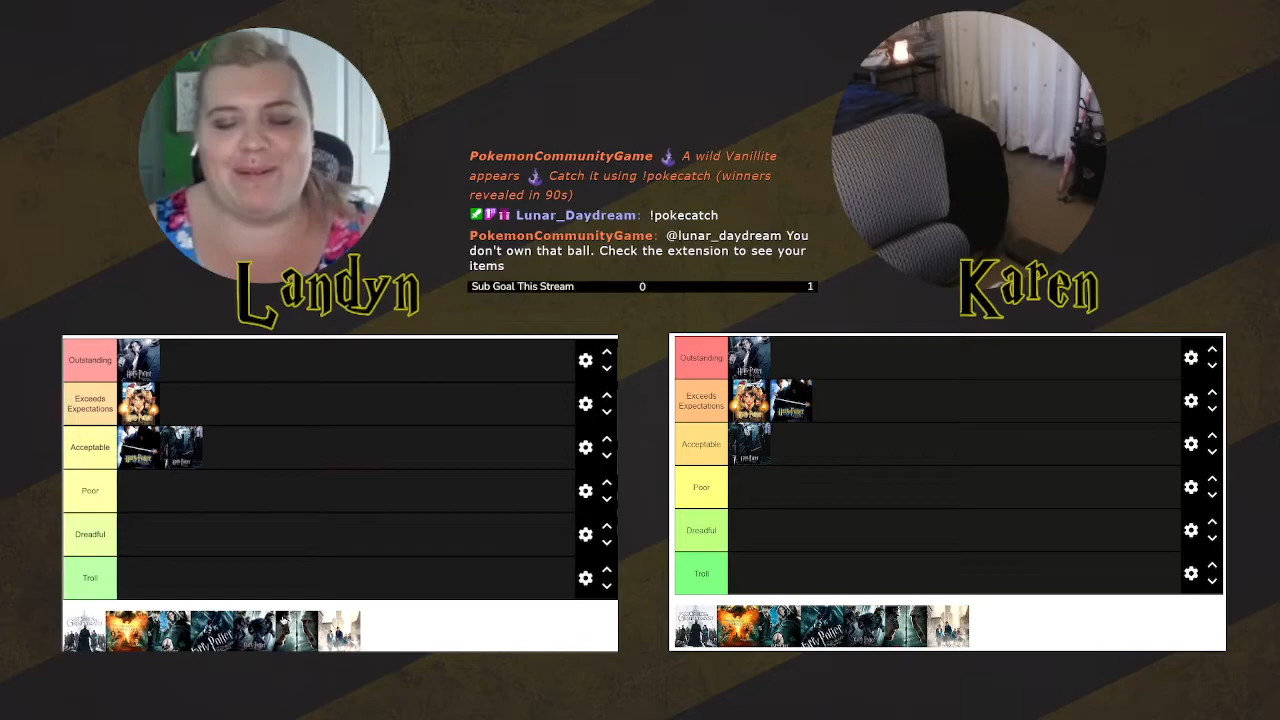 PokemonCommunityGame A wild Vanillite
appears Catch it using !pokecatch (winners
revealed in 90s)
Lunar_Daydream: !pokecatch
PokemonCommunityGame: @lunar_daydream You
don't own that ball. Check the extension to see your
items
Sub Goal This Stream 0 1
Landyn
Karen
Outstanding
Exceeds
Expectations
Acceptable
Poor
Dreadful
Troll
Outstanding
Exceeds
Expectations
Acceptable
Poor
Dreadful
Troll